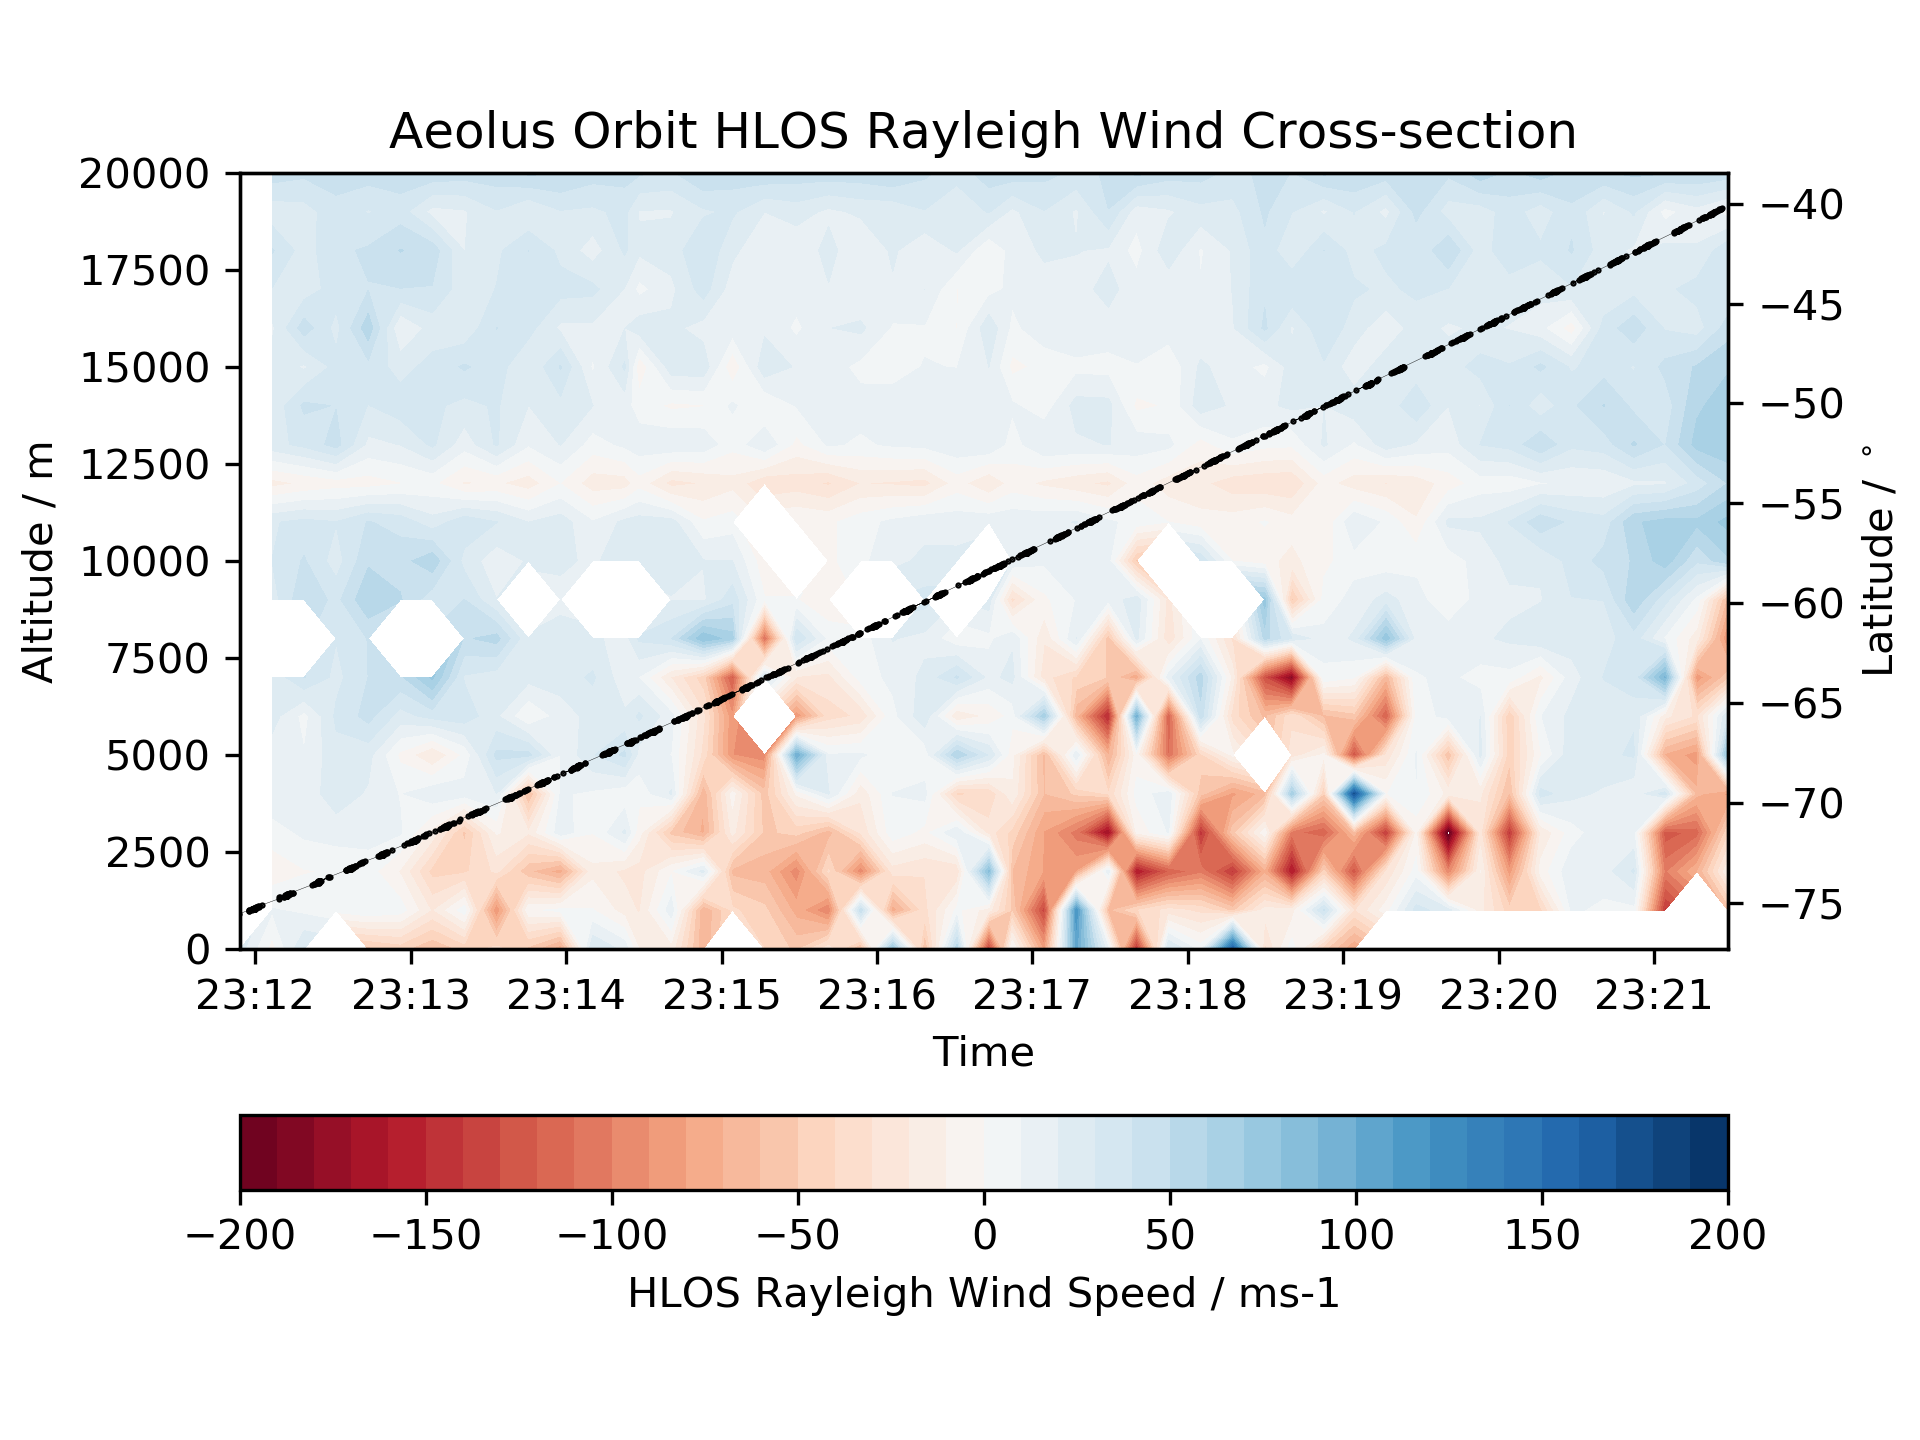 Aeolus Orbit HLOS Rayleigh Wind Cross-section
20000
17500
15000
12500
10000
7500
5000
2500
0
Altitude / m
−40
−45
−50
−55
−60
−65
−70
−75
Latitude / °
23:12 23:13 23:14 23:15 23:16 23:17 23:18 23:19 23:20 23:21
Time
−200 −150 −100 −50 0 50 100 150 200
HLOS Rayleigh Wind Speed / ms-1